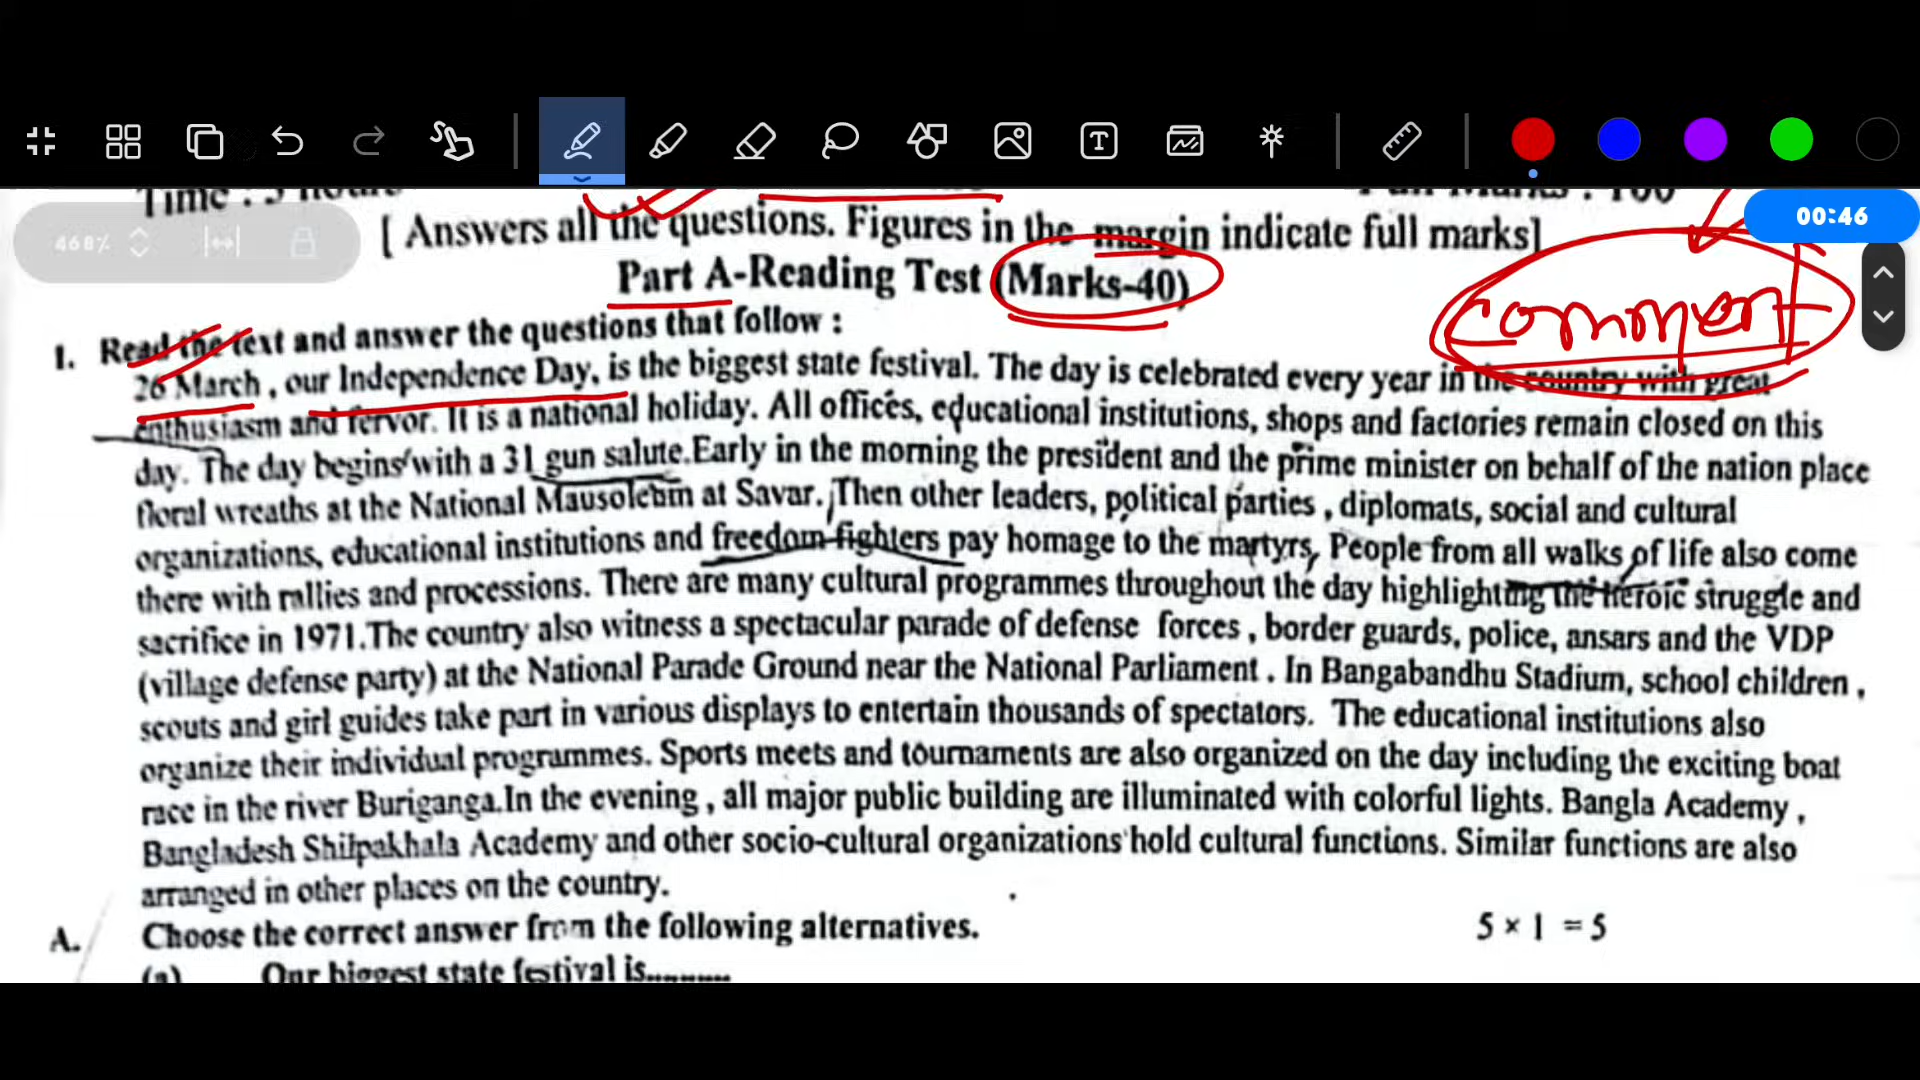 00:46
468%
[ Answers all the questions. Figures in the margin indicate full marks]
Part A-Reading Test (Marks-40)
comment
1. Read the text and answer the questions that follow :
26 March , our Independence Day, is the biggest state festival. The day is celebrated every year in the country with great
enthusiasm and fervor. It is a national holiday. All offices, educational institutions, shops and factories remain closed on this
day. The day begins with a 31 gun salute.Early in the morning the president and the prime minister on behalf of the nation place
floral wreaths at the National Mausoleum at Savar. Then other leaders, political parties , diplomats, social and cultural
organizations, educational institutions and freedom fighters pay homage to the martyrs, People from all walks of life also come
there with rallies and processions. There are many cultural programmes throughout the day highlighting the heroic struggle and
sacrifice in 1971.The country also witness a spectacular parade of defense forces , border guards, police, ansars and the VDP
(village defense party) at the National Parade Ground near the National Parliament . In Bangabandhu Stadium, school children ,
scouts and girl guides take part in various displays to entertain thousands of spectators. The educational institutions also
organize their individual programmes. Sports meets and tournaments are also organized on the day including the exciting boat
race in the river Buriganga.In the evening , all major public building are illuminated with colorful lights. Bangla Academy ,
Bangladesh Shilpakhala Academy and other socio-cultural organizations hold cultural functions. Similar functions are also
arranged in other places on the country.
A. Choose the correct answer from the following alternatives. 5 × 1 = 5
(a) Our biggest state festival is..........